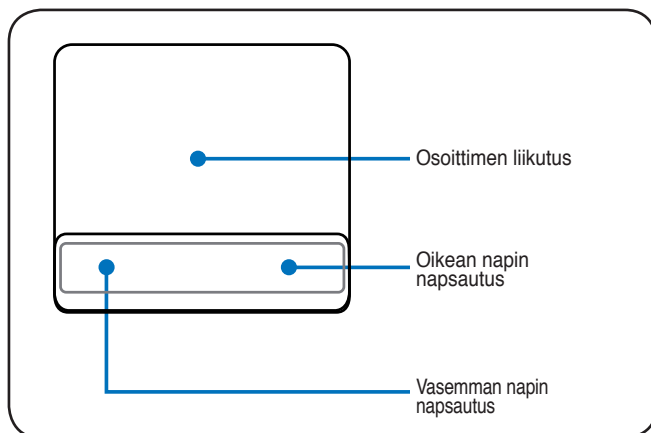 Osoittimen liikutus
Oikean napin
napsautus
Vasemman napin
napsautus